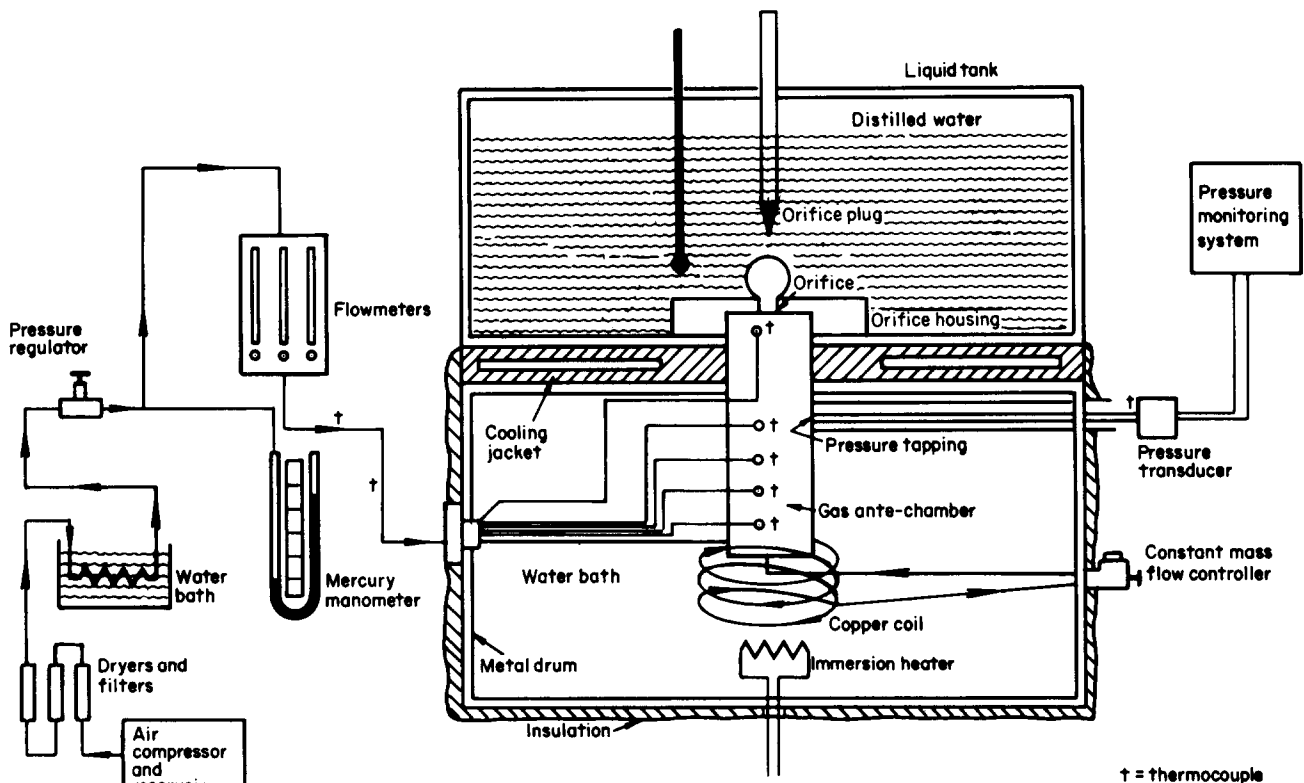 Liquid tank
Distilled water
Orifice plug
Pressure
monitoring
system
Orifice
Flowmeters
Orifice housing
Pressure
regulator
t
t
t
t
Cooling
jacket
t
Pressure tapping
Pressure
transducer
t
t
Gas ante-chamber
t
Water
bath
Mercury
manometer
Water bath
Constant mass
flow controller
Copper coil
Metal drum
Immersion heater
Dryers and
filters
Insulation
Air
compressor
and
t = thermocouple